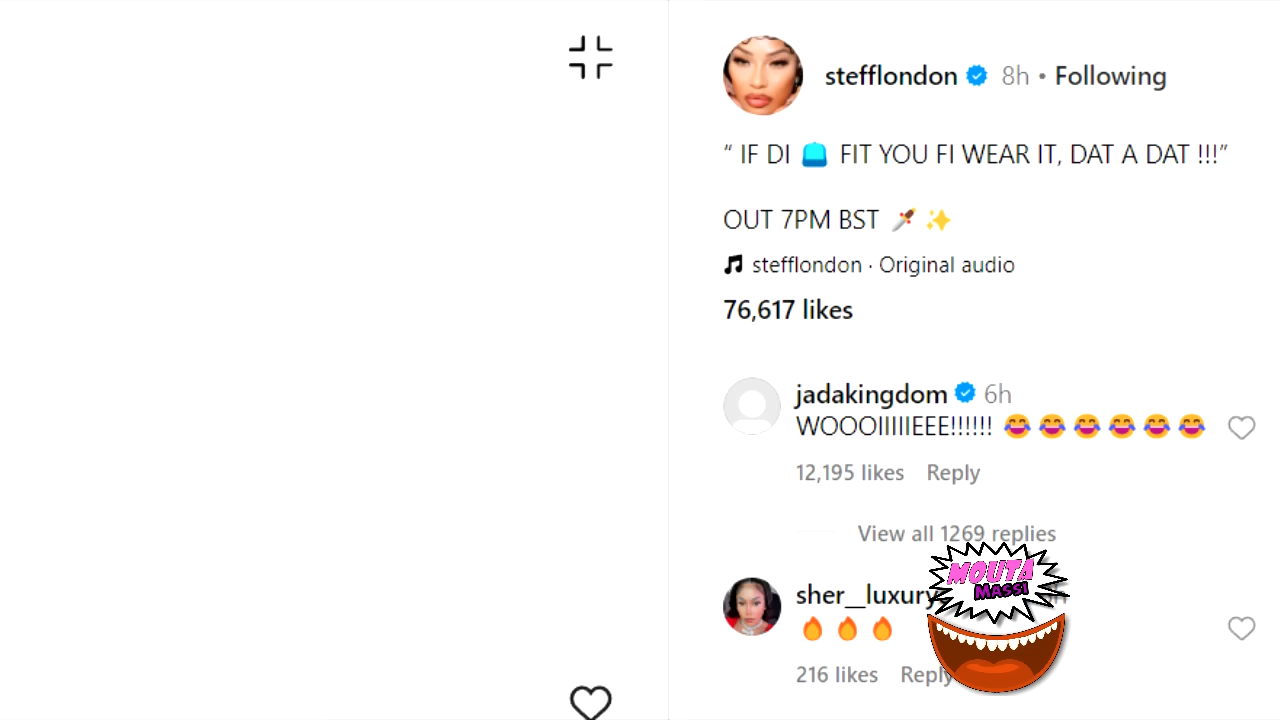 stefflondon 8h • Following
“ IF DI 🧢 FIT YOU FI WEAR IT, DAT A DAT !!!”
OUT 7PM BST 🗡️ ✨
stefflondon · Original audio
76,617 likes
jadakingdom 6h
WOOOIIIIIEEE!!!!!! 😂 😂 😂 😂 😂 😂
12,195 likes Reply
View all 1269 replies
MOUTA
MASSI
sher__luxury
🔥 🔥 🔥
216 likes Reply